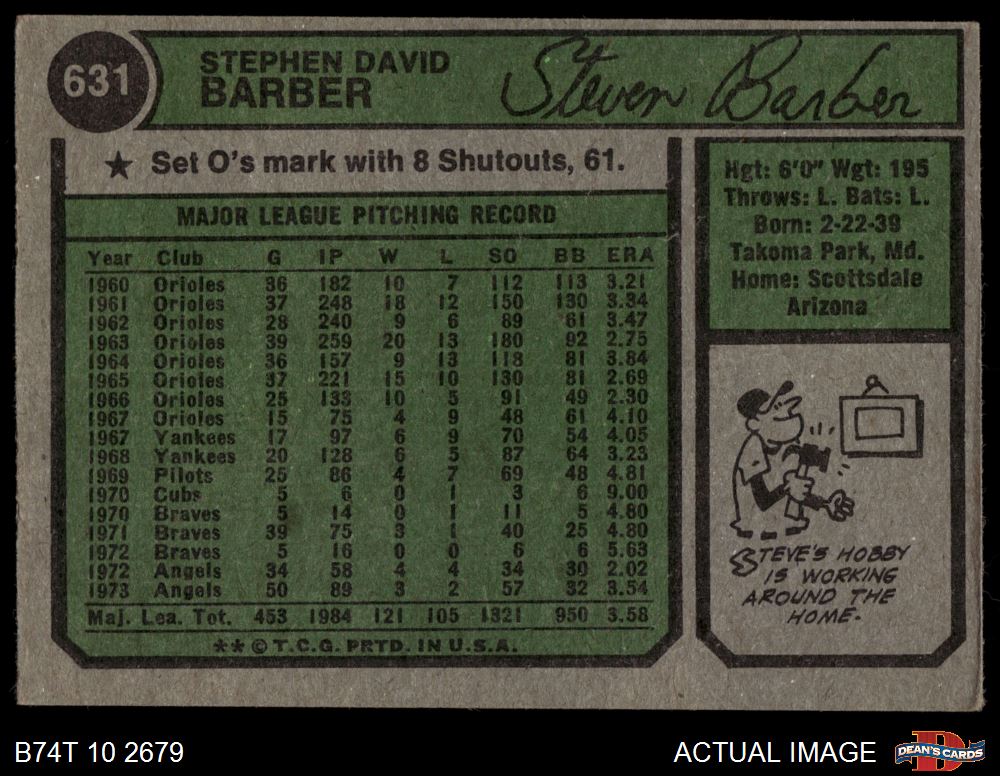 631
STEPHEN DAVID
BARBER
Steven Barber
★ Set O's mark with 8 Shutouts, 61.
MAJOR LEAGUE PITCHING RECORD
Year Club G IP W L SO BB ERA
1960 Orioles 36 182 10 7 112 113 3.21
1961 Orioles 37 248 18 12 150 130 3.34
1962 Orioles 28 240 9 6 89 61 3.47
1963 Orioles 39 259 20 13 180 92 2.75
1964 Orioles 36 157 9 13 118 81 3.84
1965 Orioles 37 221 15 10 130 81 2.69
1966 Orioles 25 133 10 5 91 49 2.30
1967 Orioles 15 75 4 9 48 61 4.10
1967 Yankees 17 97 6 9 70 54 4.05
1968 Yankees 20 128 6 5 87 64 3.23
1969 Pilots 25 86 4 7 69 48 4.81
1970 Cubs 5 6 0 1 3 6 9.00
1970 Braves 5 14 0 1 11 5 4.80
1971 Braves 39 75 3 1 40 25 4.80
1972 Braves 5 16 0 0 6 6 5.63
1972 Angels 34 58 4 4 34 30 2.02
1973 Angels 50 89 3 2 57 32 3.54
Maj. Lea. Tot. 453 1984 121 105 1321 950 3.58
** © T.C.G. PRTD. IN U.S.A.
Hgt: 6'0" Wgt: 195
Throws: L. Bats: L.
Born: 2-22-39
Takoma Park, Md.
Home: Scottsdale
Arizona
STEVE'S HOBBY
IS WORKING
AROUND THE
HOME.
B74T 10 2679
ACTUAL IMAGE
DEAN'S CARDS